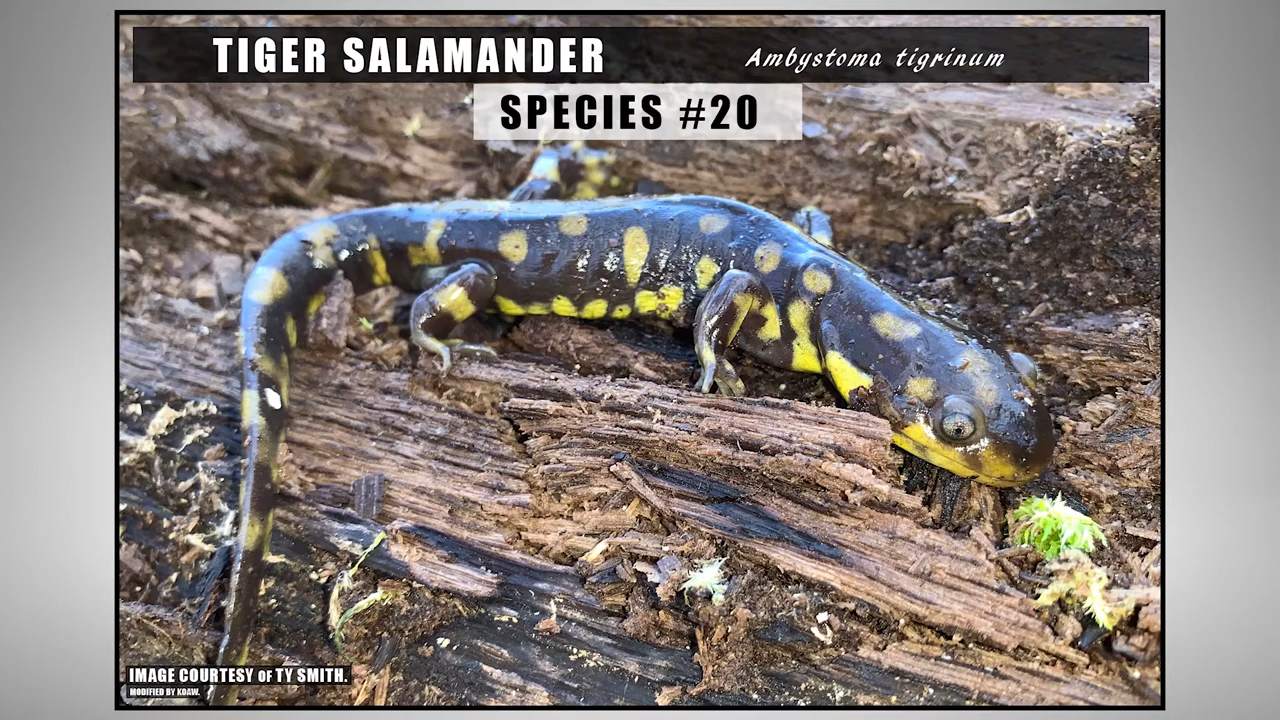 TIGER SALAMANDER Ambystoma tigrinum
SPECIES #20
IMAGE COURTESY OF TY SMITH.
MODIFIED BY KOAW.